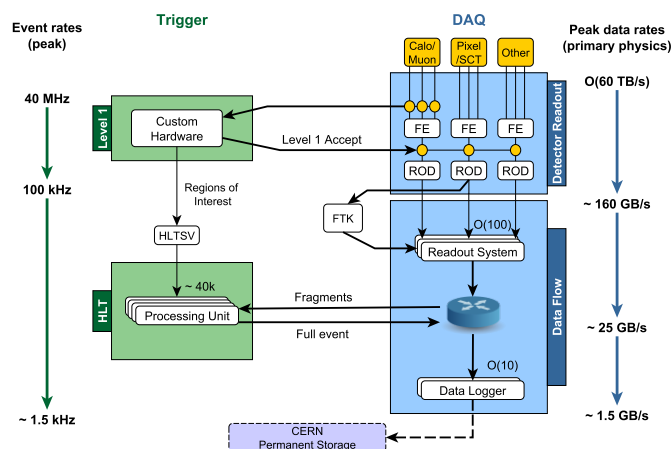 Event rates
(peak)
Trigger
DAQ
Peak data rates
(primary physics)
Calo/
Muon
Pixel
/SCT
Other
O(60 TB/s)
40 MHz
Level 1
Custom
Hardware
Level 1 Accept
FE
FE
FE
ROD
ROD
ROD
Detector Readout
100 kHz
~ 160 GB/s
Regions of
Interest
HLTSV
FTK
O(100)
Readout System
~ 40k
HLT
Processing Unit
Fragments
Full event
Data Flow
~ 25 GB/s
O(10)
Data Logger
~ 1.5 kHz
~ 1.5 GB/s
CERN
Permanent Storage